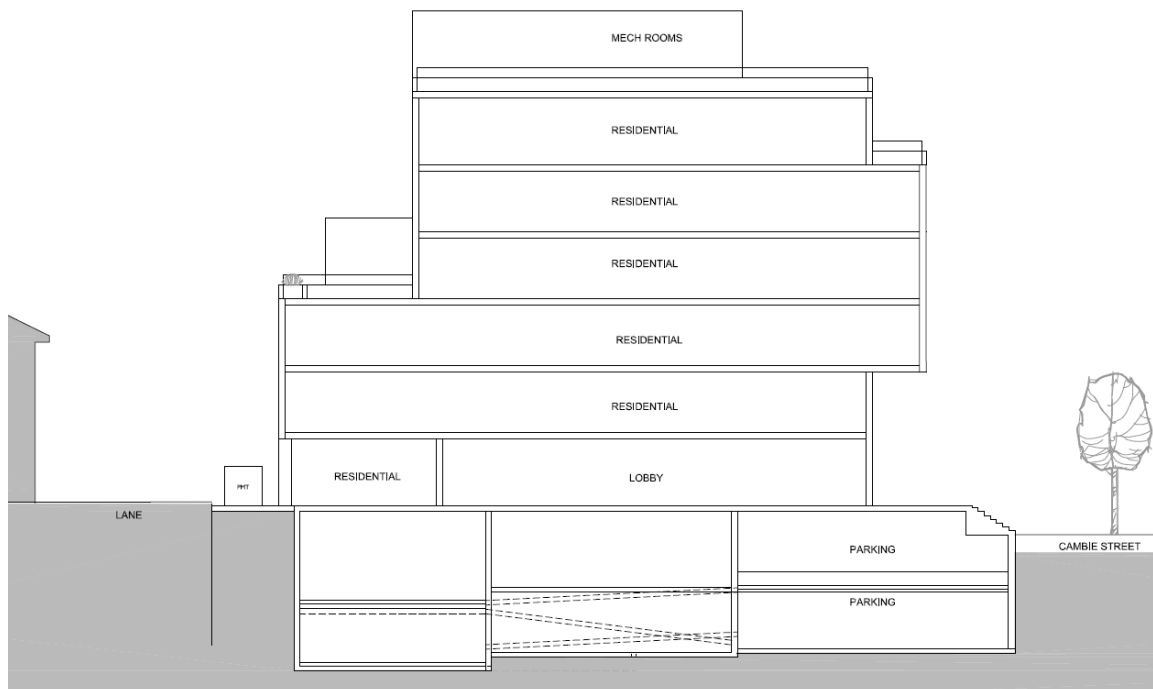 MECH ROOMS
RESIDENTIAL
RESIDENTIAL
RESIDENTIAL
RESIDENTIAL
RESIDENTIAL
RESIDENTIAL
LOBBY
PMT
LANE
CAMBIE STREET
PARKING
PARKING